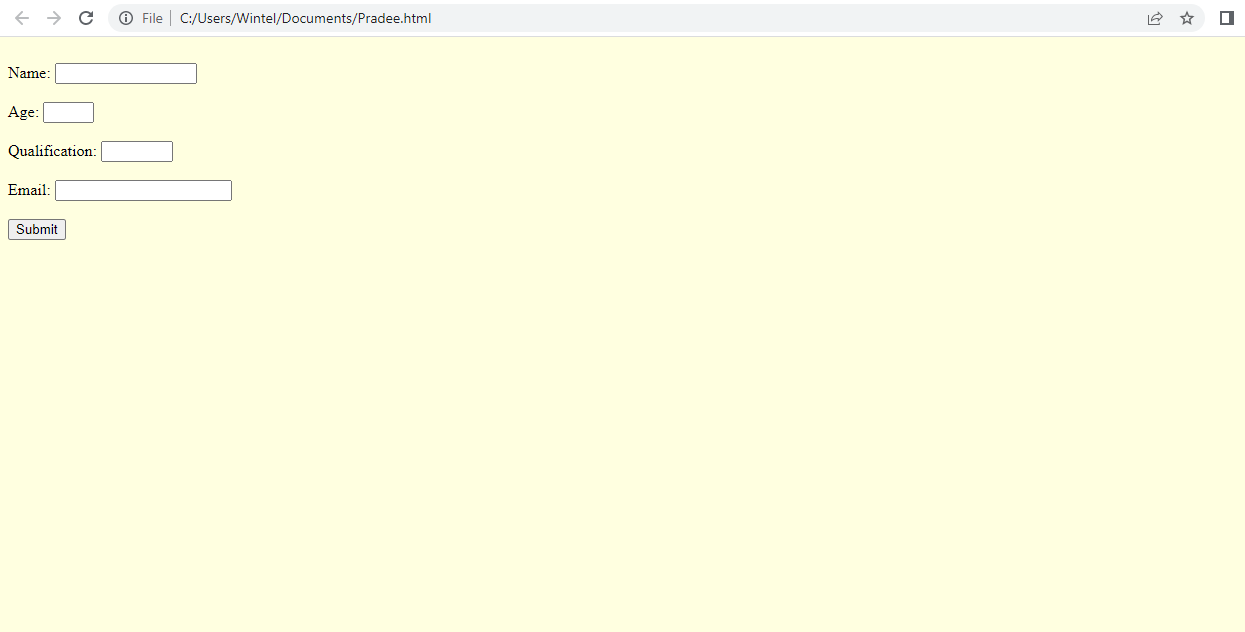 File | C:/Users/Wintel/Documents/Pradee.html
Name:
Age:
Qualification:
Email:
Submit